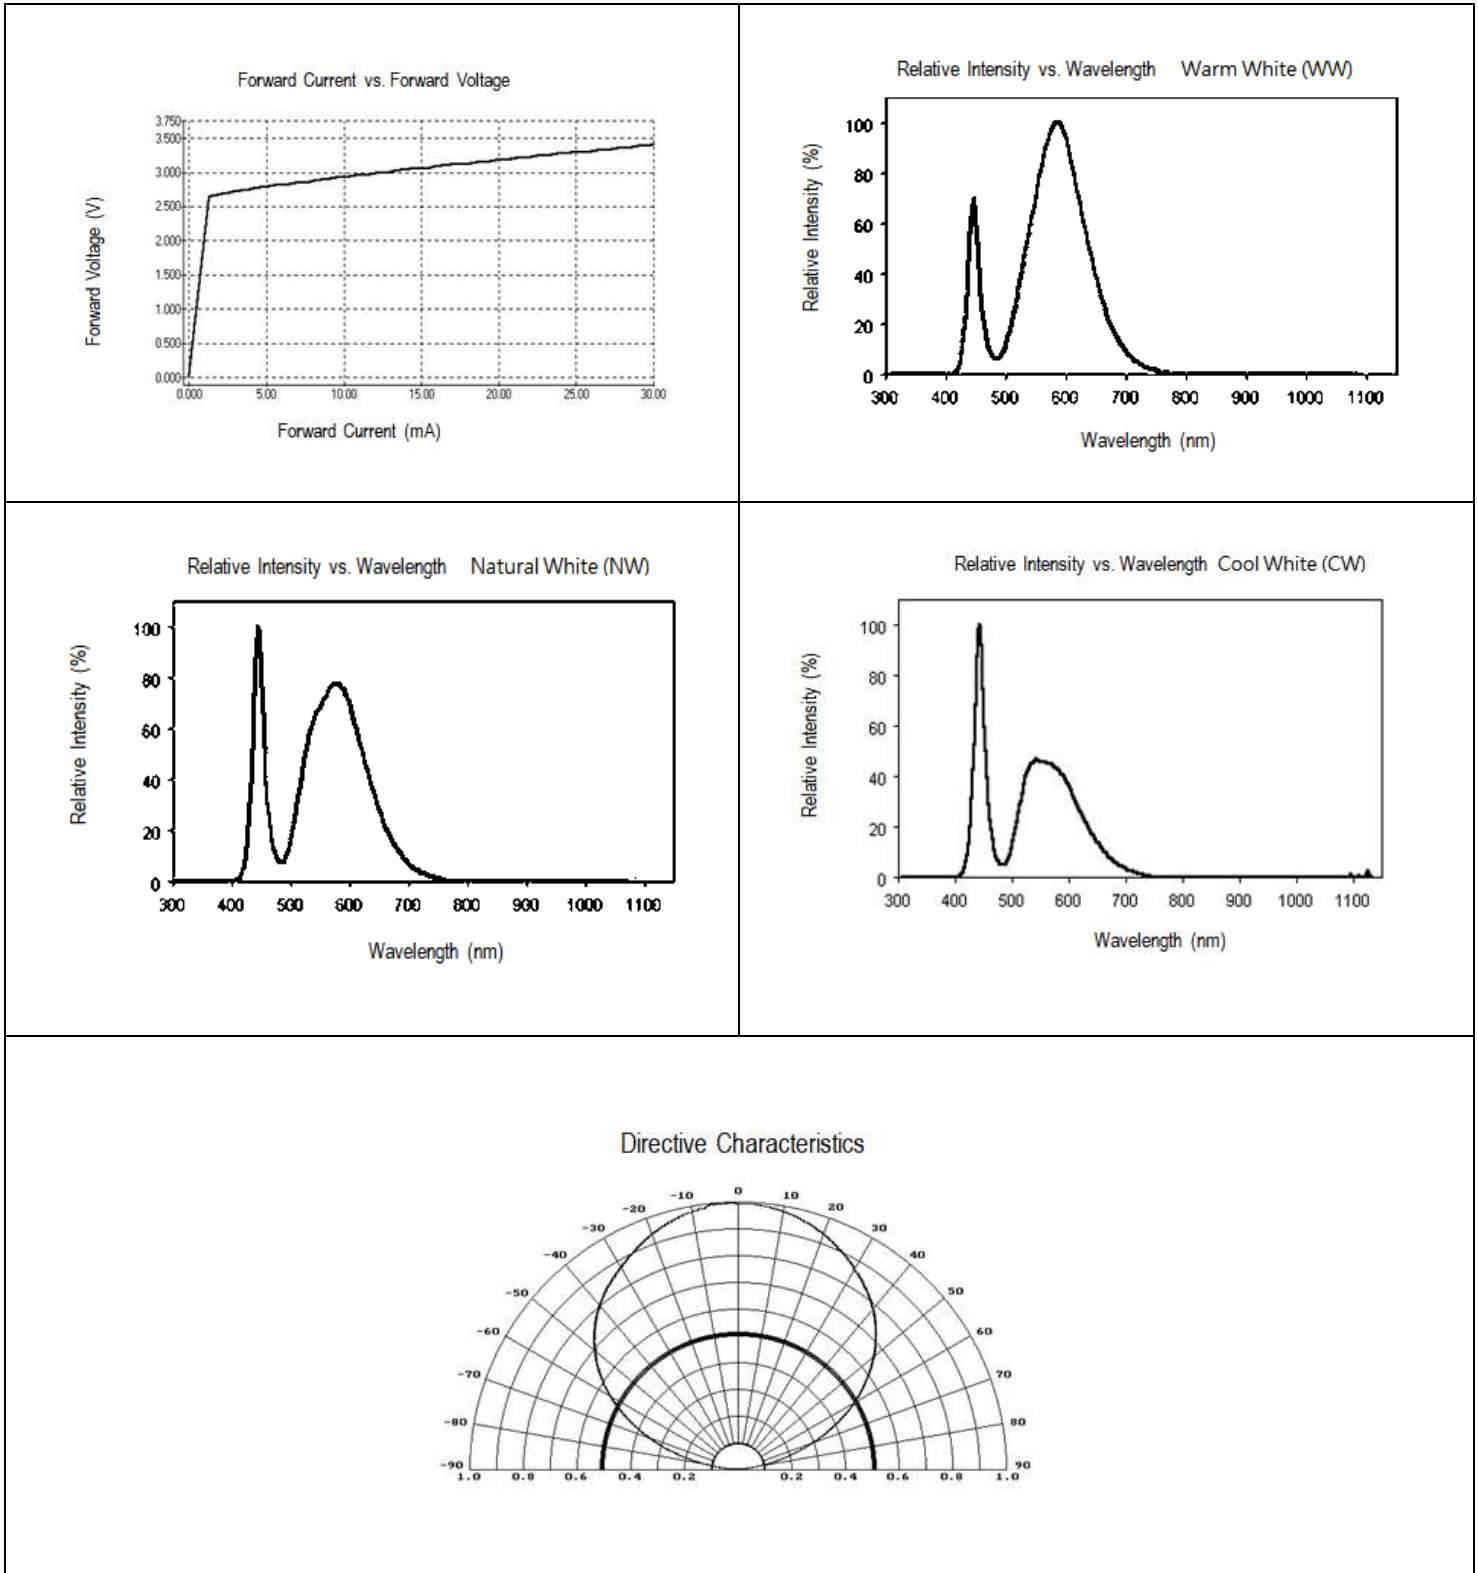 Forward Current vs. Forward Voltage
3.750
3.500
3.000
2.500
2.000
1.500
1.000
0.500
0.000
0.000 5.00 10.00 15.00 20.00 25.00 30.00
Forward Voltage (V)
Forward Current (mA)
Relative Intensity vs. Wavelength Warm White (WW)
100
80
60
40
20
0
300 400 500 600 700 800 900 1000 1100
Relative Intensity (%)
Wavelength (nm)
Relative Intensity vs. Wavelength Natural White (NW)
100
80
60
40
20
0
300 400 500 600 700 800 900 1000 1100
Relative Intensity (%)
Wavelength (nm)
Relative Intensity vs. Wavelength Cool White (CW)
100
80
60
40
20
0
300 400 500 600 700 800 900 1000 1100
Relative Intensity (%)
Wavelength (nm)
Directive Characteristics
-90 -80 -70 -60 -50 -40 -30 -20 -10 0 10 20 30 40 50 60 70 80 90
1.0 0.8 0.6 0.4 0.2 0.2 0.4 0.6 0.8 1.0